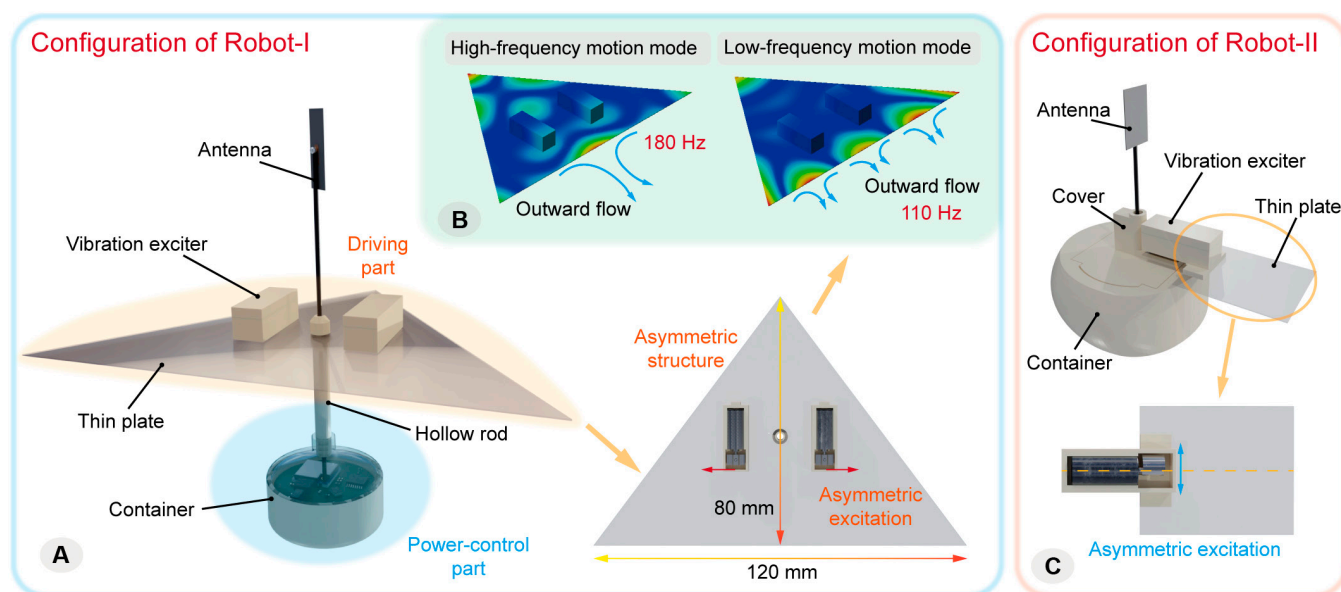 Configuration of Robot-I
Antenna
Vibration exciter
Driving
part
Thin plate
Hollow rod
Container
Power-control
part
A
High-frequency motion mode
Low-frequency motion mode
180 Hz
Outward flow
Outward flow
110 Hz
B
Asymmetric
structure
80 mm
Asymmetric
excitation
120 mm
Configuration of Robot-II
Antenna
Vibration exciter
Cover
Thin plate
Container
Asymmetric excitation
C